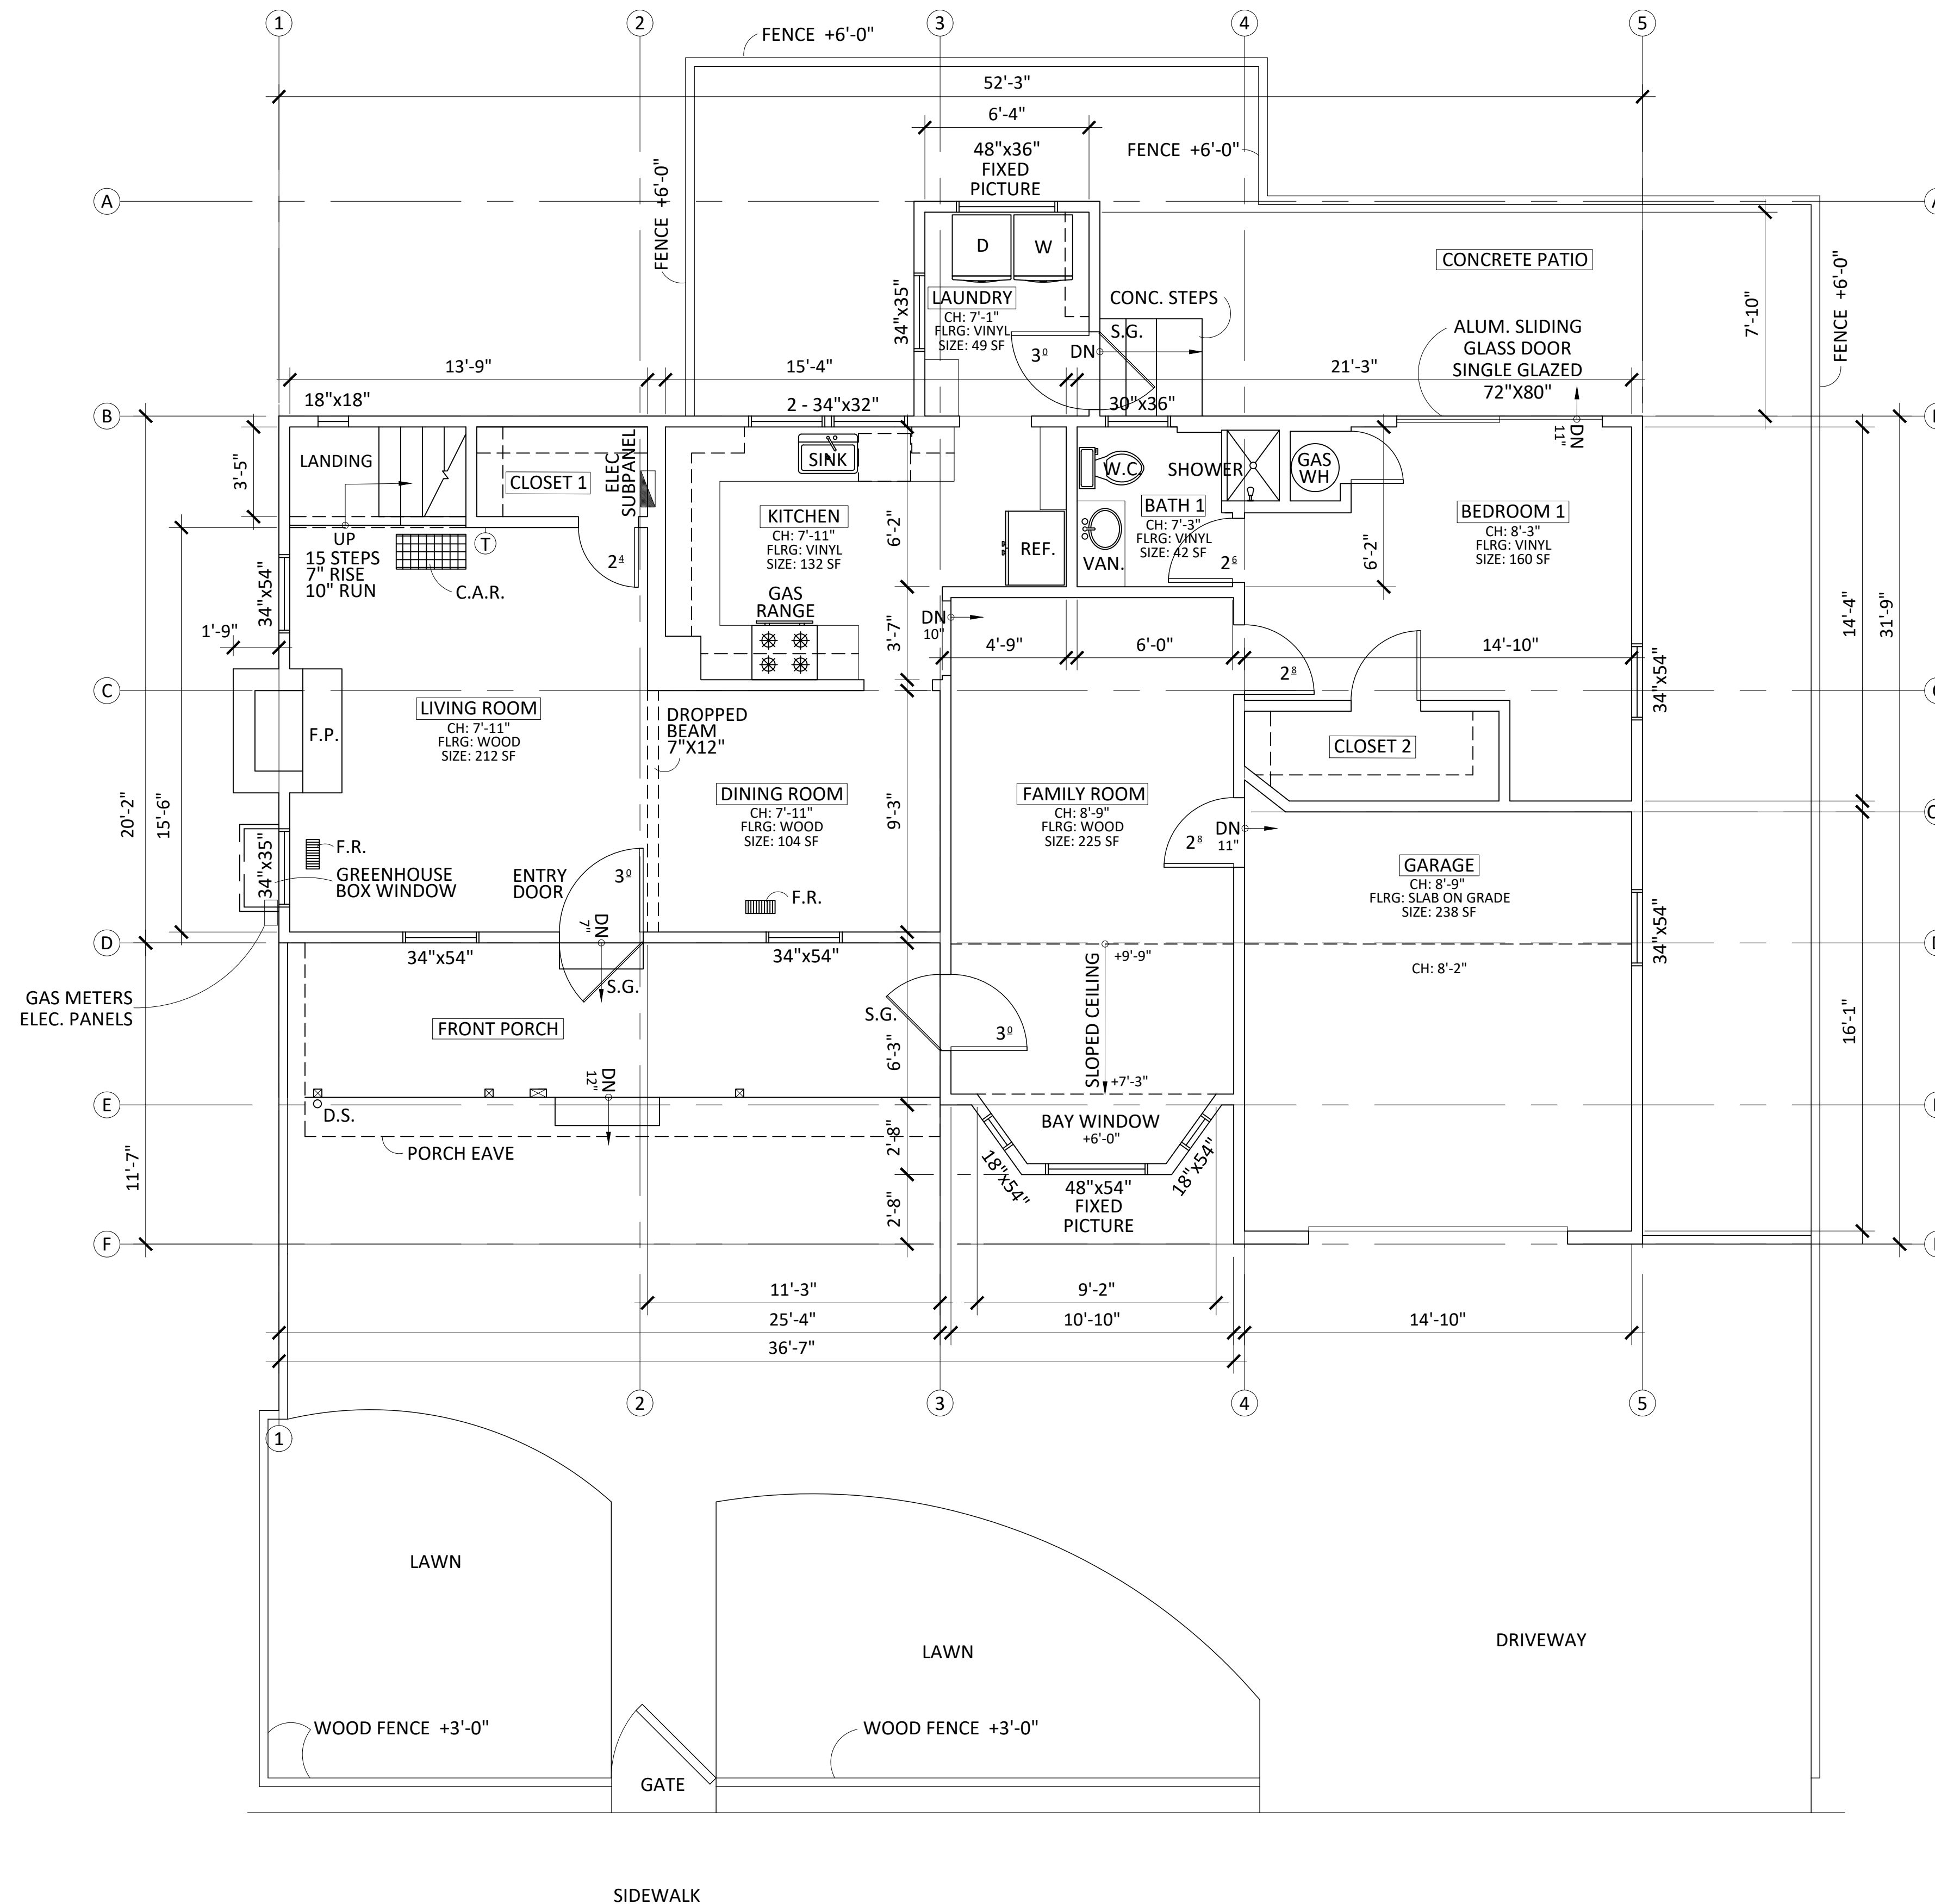 1
2
3
4
5
FENCE +6'-0"
52'-3"
6'-4"
48"x36"
FIXED
PICTURE
FENCE +6'-0"
FENCE +6'-0"
A
D
W
CONCRETE PATIO
FENCE +6'-0"
7'-10"
34"x35"
LAUNDRY
CH: 7'-1"
FLRG: VINYL
SIZE: 49 SF
CONC. STEPS
S.G.
3⁰
DN
ALUM. SLIDING
GLASS DOOR
SINGLE GLAZED
72"X80"
13'-9"
15'-4"
21'-3"
B
18"x18"
2 - 34"x32"
30"x36"
DN
11"
3'-5"
LANDING
CLOSET 1
ELEC
SUBPANEL
SINK
W.C.
SHOWER
GAS
WH
KITCHEN
CH: 7'-11"
FLRG: VINYL
SIZE: 132 SF
6'-2"
REF.
BATH 1
CH: 7'-3"
FLRG: VINYL
SIZE: 42 SF
VAN.
2⁶
BEDROOM 1
CH: 8'-3"
FLRG: VINYL
SIZE: 160 SF
6'-2"
UP
15 STEPS
7" RISE
10" RUN
T
C.A.R.
2⁴
34"x54"
1'-9"
GAS
RANGE
3'-7"
DN
10"
4'-9"
6'-0"
14'-10"
14'-4"
31'-9"
2⁸
34"x54"
C
F.P.
LIVING ROOM
CH: 7'-11"
FLRG: WOOD
SIZE: 212 SF
DROPPED
BEAM
7"X12"
CLOSET 2
20'-2"
15'-6"
DINING ROOM
CH: 7'-11"
FLRG: WOOD
SIZE: 104 SF
9'-3"
FAMILY ROOM
CH: 8'-9"
FLRG: WOOD
SIZE: 225 SF
2⁸
DN
11"
34"x35"
F.R.
GREENHOUSE
BOX WINDOW
ENTRY
DOOR
3⁰
F.R.
GARAGE
CH: 8'-9"
FLRG: SLAB ON GRADE
SIZE: 238 SF
D
DN
7"
34"x54"
34"x54"
34"x54"
+9'-9"
CH: 8'-2"
GAS METERS
ELEC. PANELS
S.G.
FRONT PORCH
S.G.
3⁰
SLOPED CEILING
6'-3"
16'-1"
+7'-3"
E
D.S.
DN
12"
BAY WINDOW
+6'-0"
PORCH EAVE
11'-7"
2'-8"
18"x54"
18"x54"
48"x54"
FIXED
PICTURE
2'-8"
F
11'-3"
9'-2"
25'-4"
10'-10"
14'-10"
36'-7"
1
2
3
4
5
LAWN
LAWN
DRIVEWAY
WOOD FENCE +3'-0"
WOOD FENCE +3'-0"
GATE
SIDEWALK